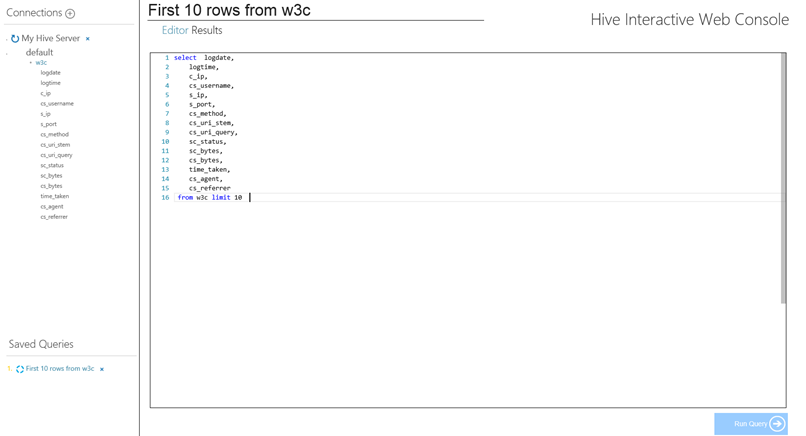 Connections
My Hive Server ×
default
w3c
logdate
logtime
c_ip
cs_username
s_ip
s_port
cs_method
cs_uri_stem
cs_uri_query
sc_status
sc_bytes
cs_bytes
time_taken
cs_agent
cs_referrer
Saved Queries
1. First 10 rows from w3c ×
First 10 rows from w3c
Editor Results
Hive Interactive Web Console
1 select logdate,
2 logtime,
3 c_ip,
4 cs_username,
5 s_ip,
6 s_port,
7 cs_method,
8 cs_uri_stem,
9 cs_uri_query,
10 sc_status,
11 sc_bytes,
12 cs_bytes,
13 time_taken,
14 cs_agent,
15 cs_referrer
16 from w3c limit 10
Run Query